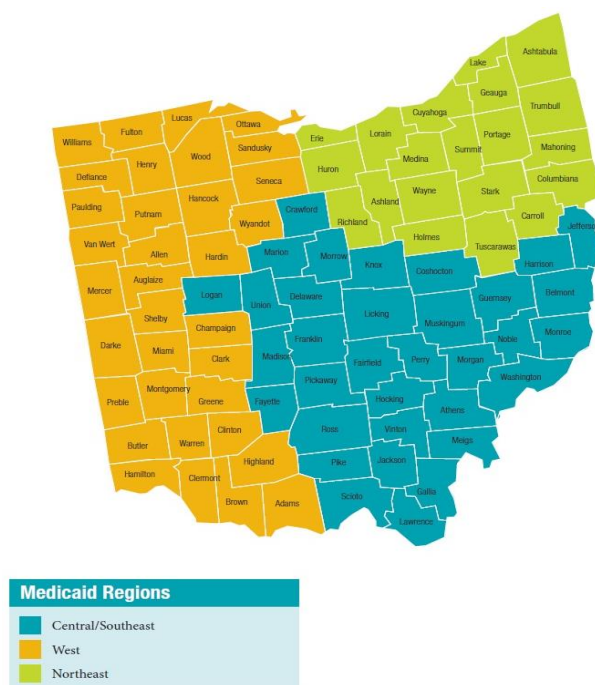 Ashtabula
Lake
Geauga
Lucas
Fulton
Williams
Ottawa
Cuyahoga
Trumbull
Erie
Lorain
Portage
Wood
Sandusky
Henry
Defiance
Medina
Summit
Mahoning
Huron
Seneca
Columbiana
Paulding
Hancock
Putnam
Ashland
Wayne
Stark
Crawford
Richland
Wyandot
Carroll
Van Wert
Allen
Hardin
Marion
Morrow
Knox
Holmes
Tuscarawas
Jefferson
Harrison
Coshocton
Auglaize
Mercer
Logan
Union
Delaware
Licking
Guernsey
Belmont
Shelby
Champaign
Muskingum
Darke
Miami
Clark
Madison
Franklin
Noble
Monroe
Fairfield
Perry
Morgan
Pickaway
Washington
Preble
Montgomery
Greene
Fayette
Hocking
Athens
Clinton
Ross
Vinton
Butler
Warren
Meigs
Highland
Pike
Jackson
Hamilton
Clermont
Brown
Adams
Scioto
Gallia
Lawrence
Medicaid Regions
Central/Southeast
West
Northeast